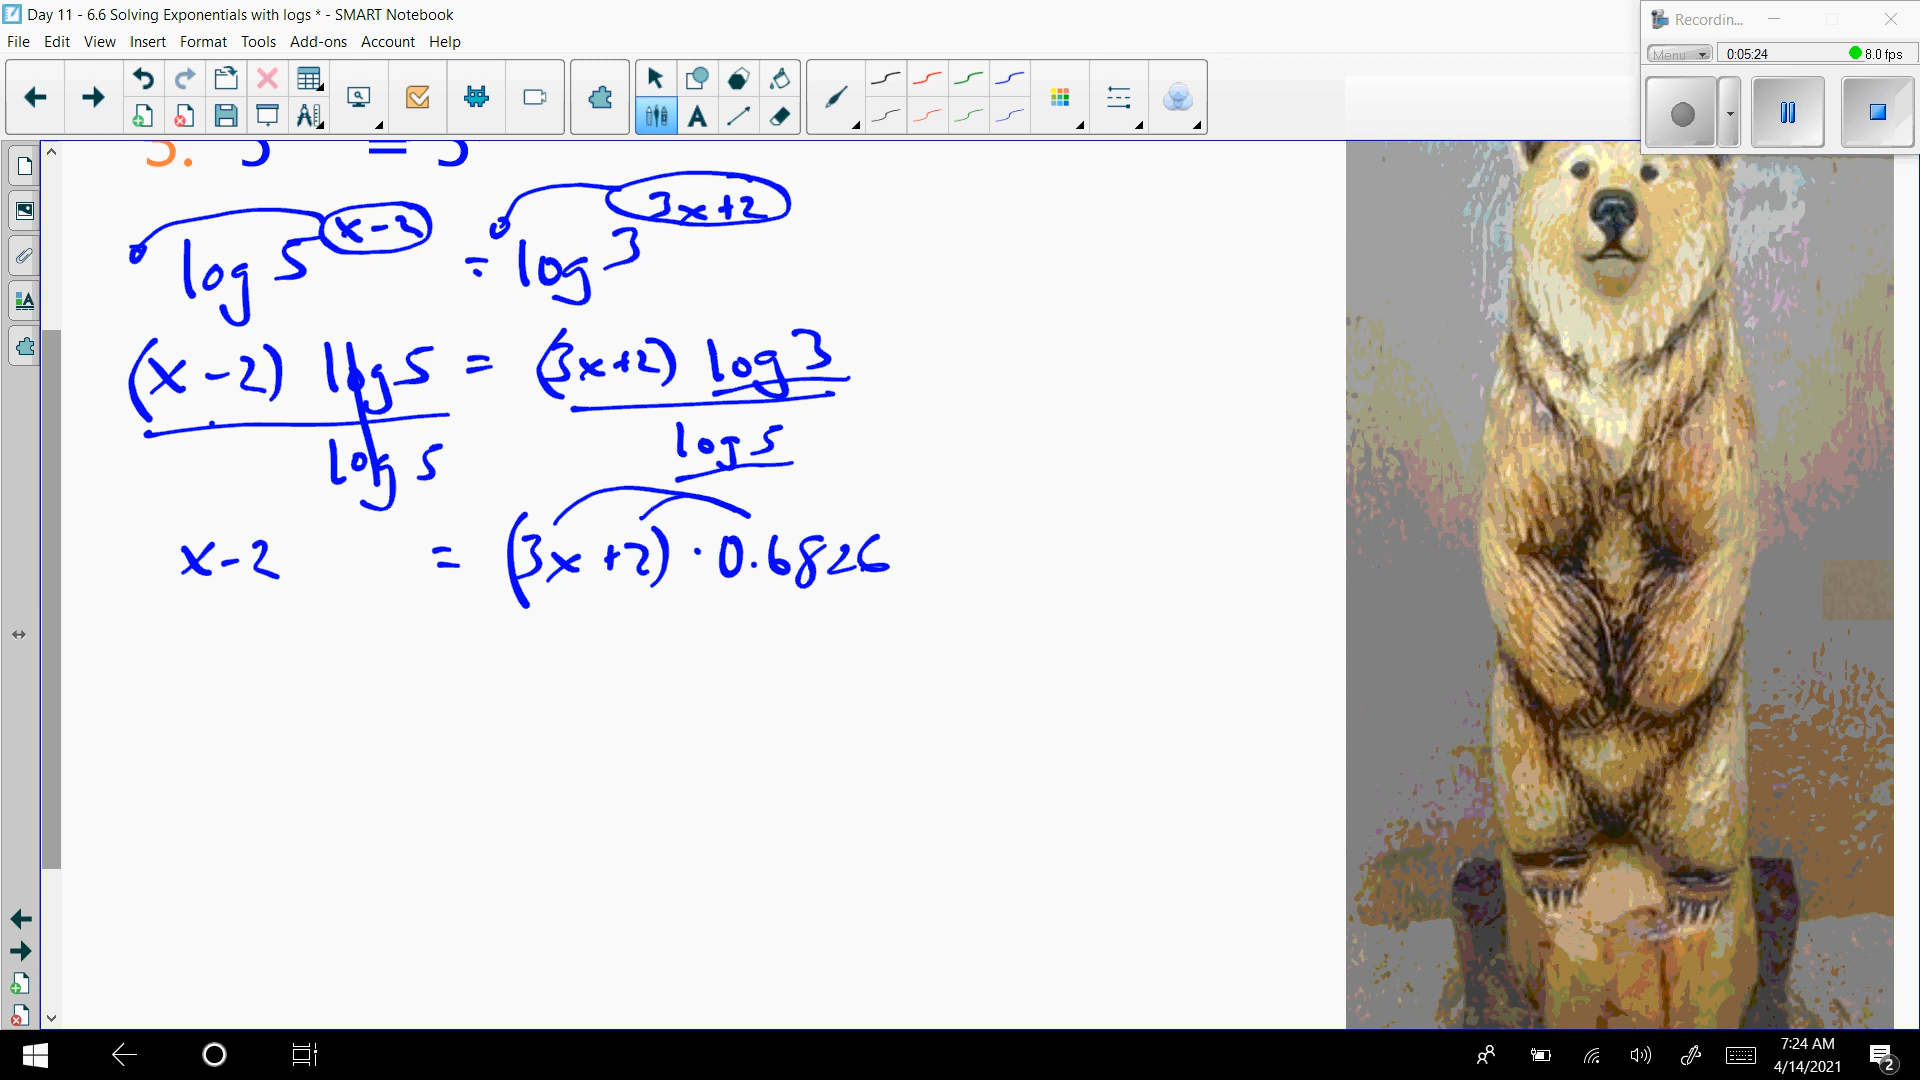 Day 11 - 6.6 Solving Exponentials with logs * - SMART Notebook
Recordin...
File Edit View Insert Format Tools Add-ons Account Help
Menu 0:05:24 8.0 fps
log 5^(x-2) = log 3^(3x+2)
(x-2) log 5 = (3x+2) log 3
log 5 log 5
x-2 = (3x+2) · 0.6826
7:24 AM
4/14/2021
2